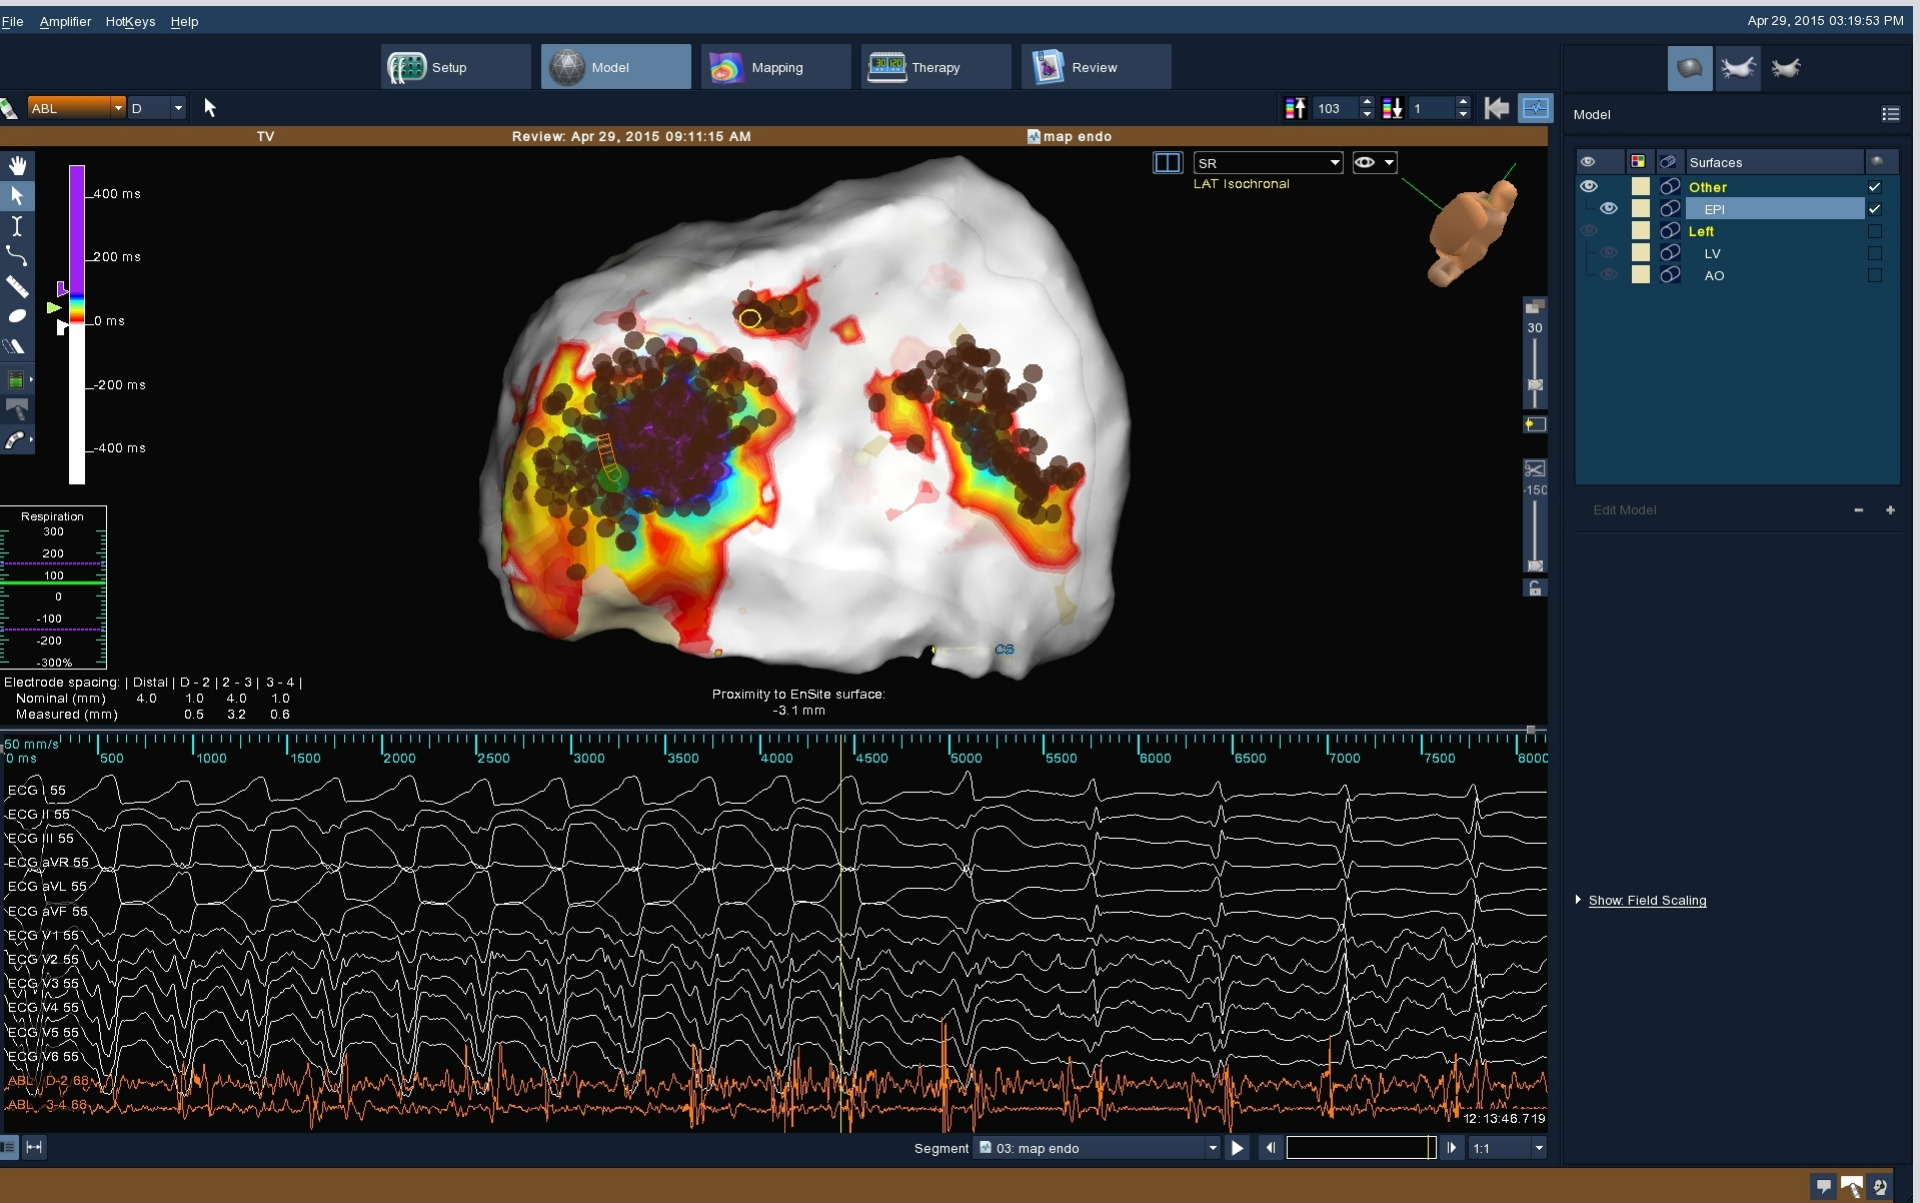 File Amplifier HotKeys Help
Apr 29, 2015 03:19:53 PM
Setup
Model
Mapping
Therapy
Review
ABL
D
103
1
Model
TV
Review: Apr 29, 2015 09:11:15 AM
map endo
SR
LAT Isochronal
Surfaces
Other
EPI
Left
LV
AO
400 ms
200 ms
0 ms
-200 ms
-400 ms
30
-150
Edit Model
Respiration
300
200
100
0
-100
-200
-300%
CS
Electrode spacing: | Distal | D - 2 | 2 - 3 | 3 - 4 |
Nominal (mm) 4.0 1.0 4.0 1.0
Measured (mm) 0.5 3.2 0.6
Proximity to EnSite surface:
-3.1 mm
50 mm/s
0 ms 500 1000 1500 2000 2500 3000 3500 4000 4500 5000 5500 6000 6500 7000 7500 8000
ECG I 55
ECG II 55
ECG III 55
ECG aVR 55
ECG aVL 55
ECG aVF 55
ECG V1 55
ECG V2 55
ECG V3 55
ECG V4 55
ECG V5 55
ECG V6 55
ABL D-2 66
ABL 3-4 66
12:13:46.719
Show: Field Scaling
Segment 03: map endo
1:1